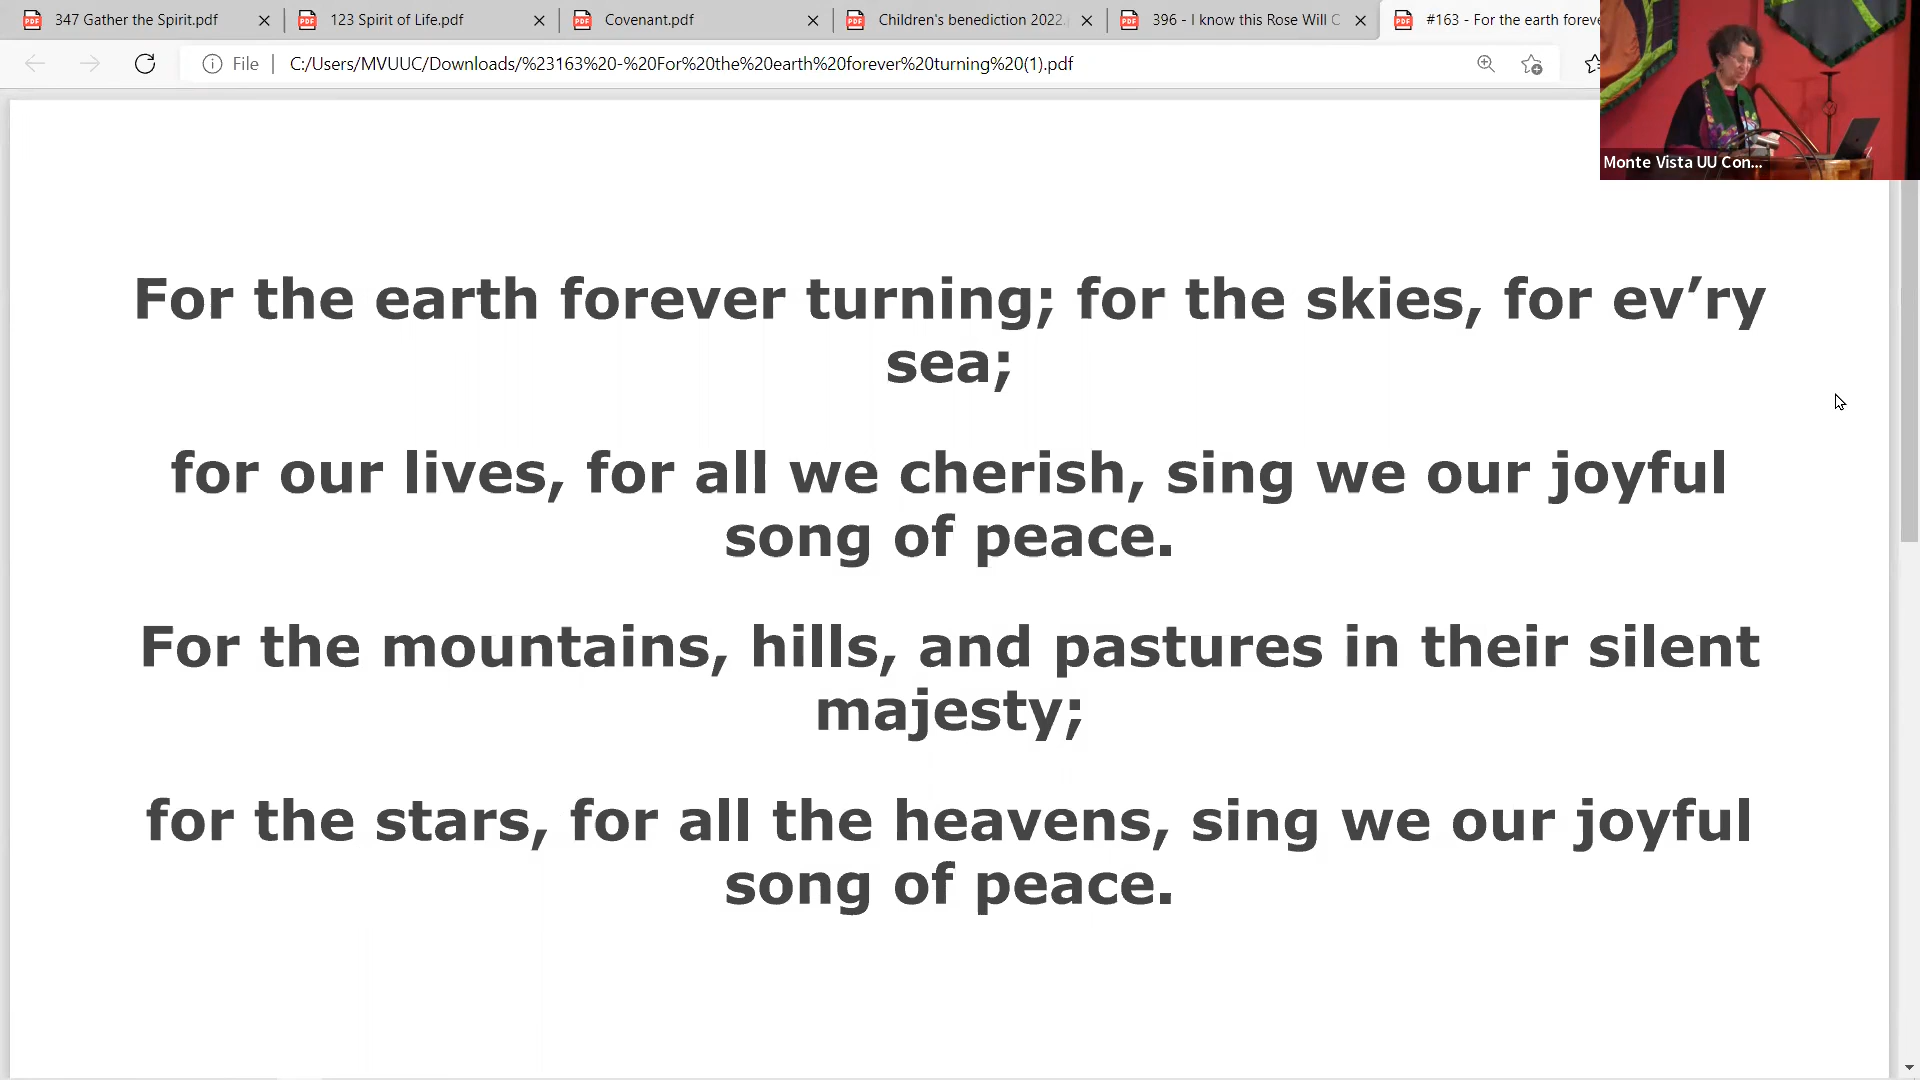 347 Gather the Spirit.pdf
123 Spirit of Life.pdf
Covenant.pdf
Children's benediction 2022.
396 - I know this Rose Will C
#163 - For the earth foreve
File
C:/Users/MVUUC/Downloads/%23163%20-%20For%20the%20earth%20forever%20turning%20(1).pdf
Monte Vista UU Con...
For the earth forever turning; for the skies, for ev’ry
sea;
for our lives, for all we cherish, sing we our joyful
song of peace.
For the mountains, hills, and pastures in their silent
majesty;
for the stars, for all the heavens, sing we our joyful
song of peace.